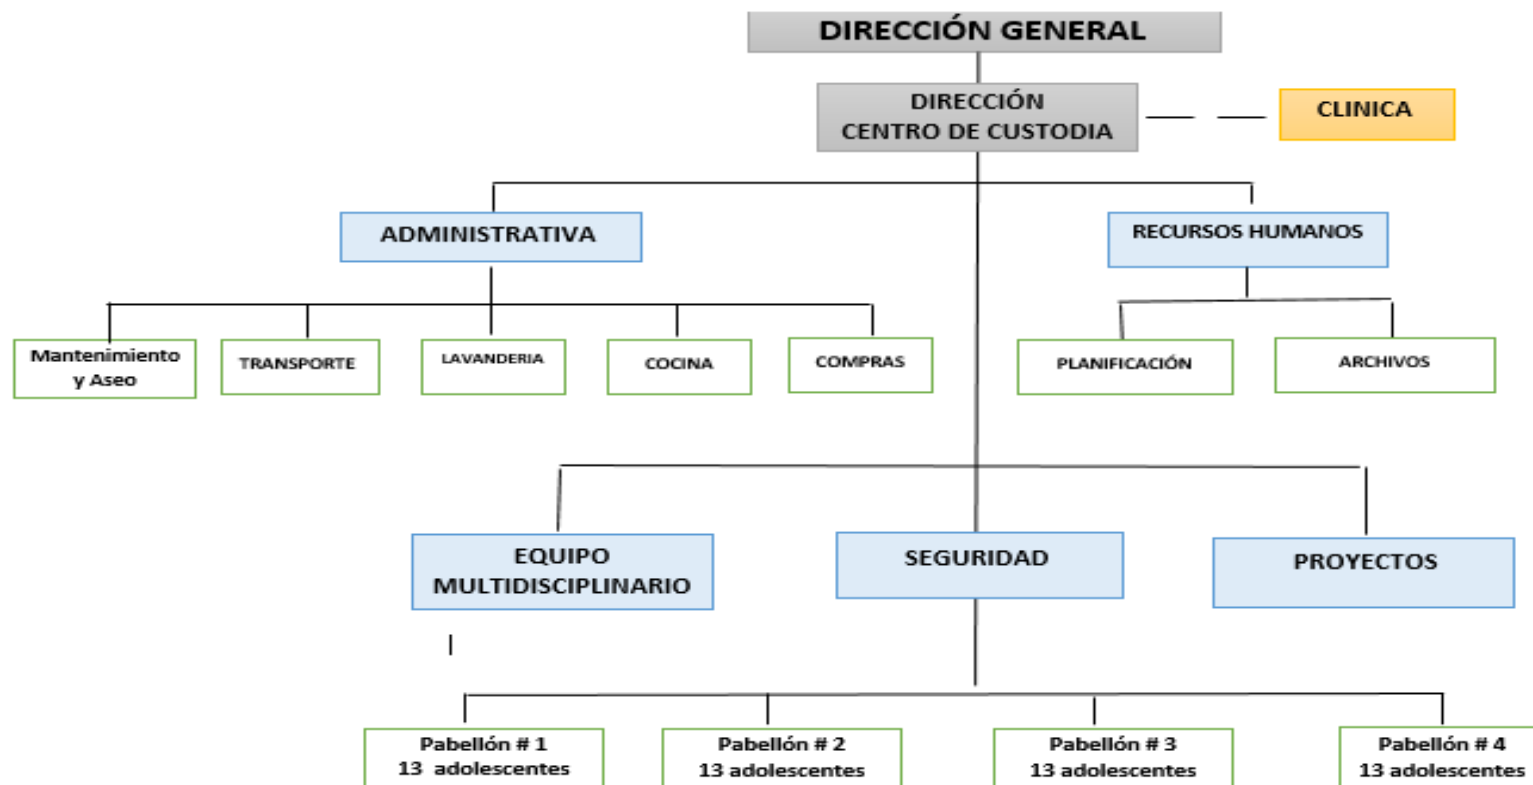 DIRECCIÓN GENERAL
DIRECCIÓN
CENTRO DE CUSTODIA
CLINICA
ADMINISTRATIVA
RECURSOS HUMANOS
Mantenimiento
y Aseo
TRANSPORTE
LAVANDERIA
COCINA
COMPRAS
PLANIFICACIÓN
ARCHIVOS
EQUIPO
MULTIDISCIPLINARIO
SEGURIDAD
PROYECTOS
Pabellón # 1
13 adolescentes
Pabellón # 2
13 adolescentes
Pabellón # 3
13 adolescentes
Pabellón # 4
13 adolescentes